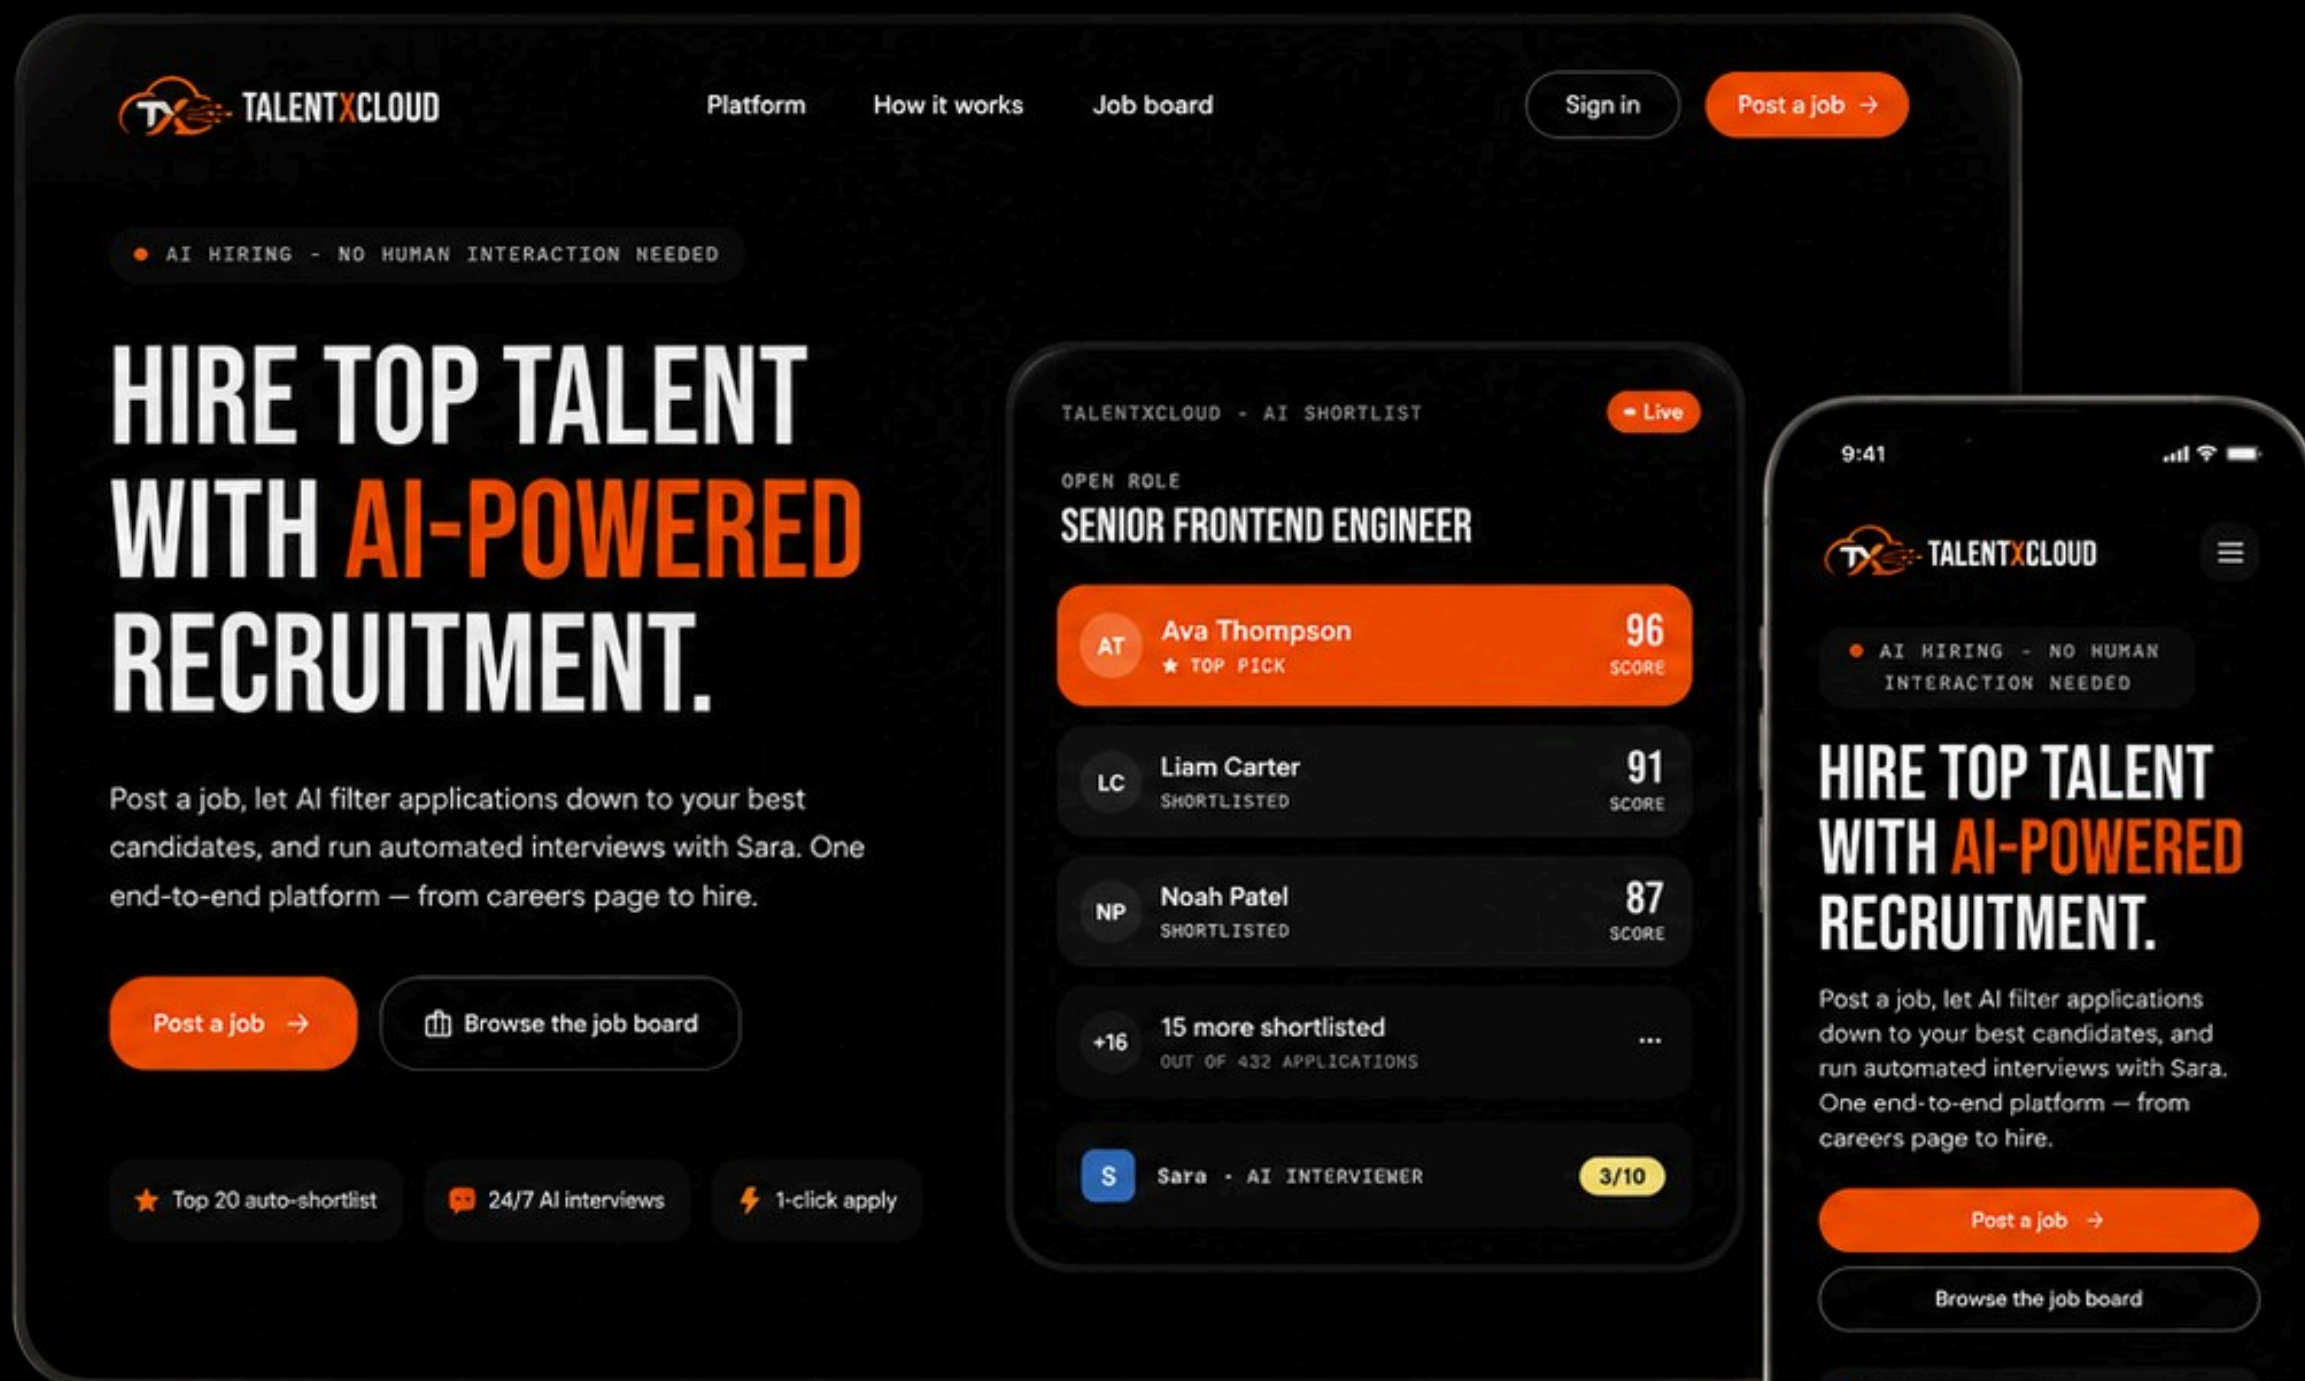 TX TALENTXCLOUD
Platform
How it works
Job board
Sign in
Post a job →
AI HIRING - NO HUMAN INTERACTION NEEDED
HIRE TOP TALENT
WITH AI-POWERED
RECRUITMENT.
Post a job, let AI filter applications down to your best
candidates, and run automated interviews with Sara. One
end-to-end platform — from careers page to hire.
Post a job →
Browse the job board
Top 20 auto-shortlist
24/7 AI interviews
1-click apply
TALENTXCLOUD - AI SHORTLIST
Live
OPEN ROLE
SENIOR FRONTEND ENGINEER
AT
Ava Thompson
★ TOP PICK
96
SCORE
LC
Liam Carter
SHORTLISTED
91
SCORE
NP
Noah Patel
SHORTLISTED
87
SCORE
+16
15 more shortlisted
OUT OF 432 APPLICATIONS
...
S
Sara - AI INTERVIEWER
3/10
9:41
TX TALENTXCLOUD
AI HIRING - NO HUMAN
INTERACTION NEEDED
HIRE TOP TALENT
WITH AI-POWERED
RECRUITMENT.
Post a job, let AI filter applications
down to your best candidates, and
run automated interviews with Sara.
One end-to-end platform — from
careers page to hire.
Post a job →
Browse the job board